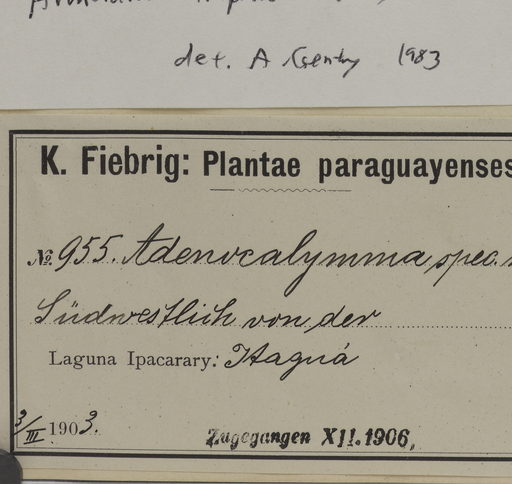 det. A Gentry 1983
K. Fiebrig: Plantae paraguayenses
№ 955. Adenocalymma spec.
Südwestlich von der
Laguna Ipacarary: Itaguá
3/III 1903.
Zugegangen XII. 1906,